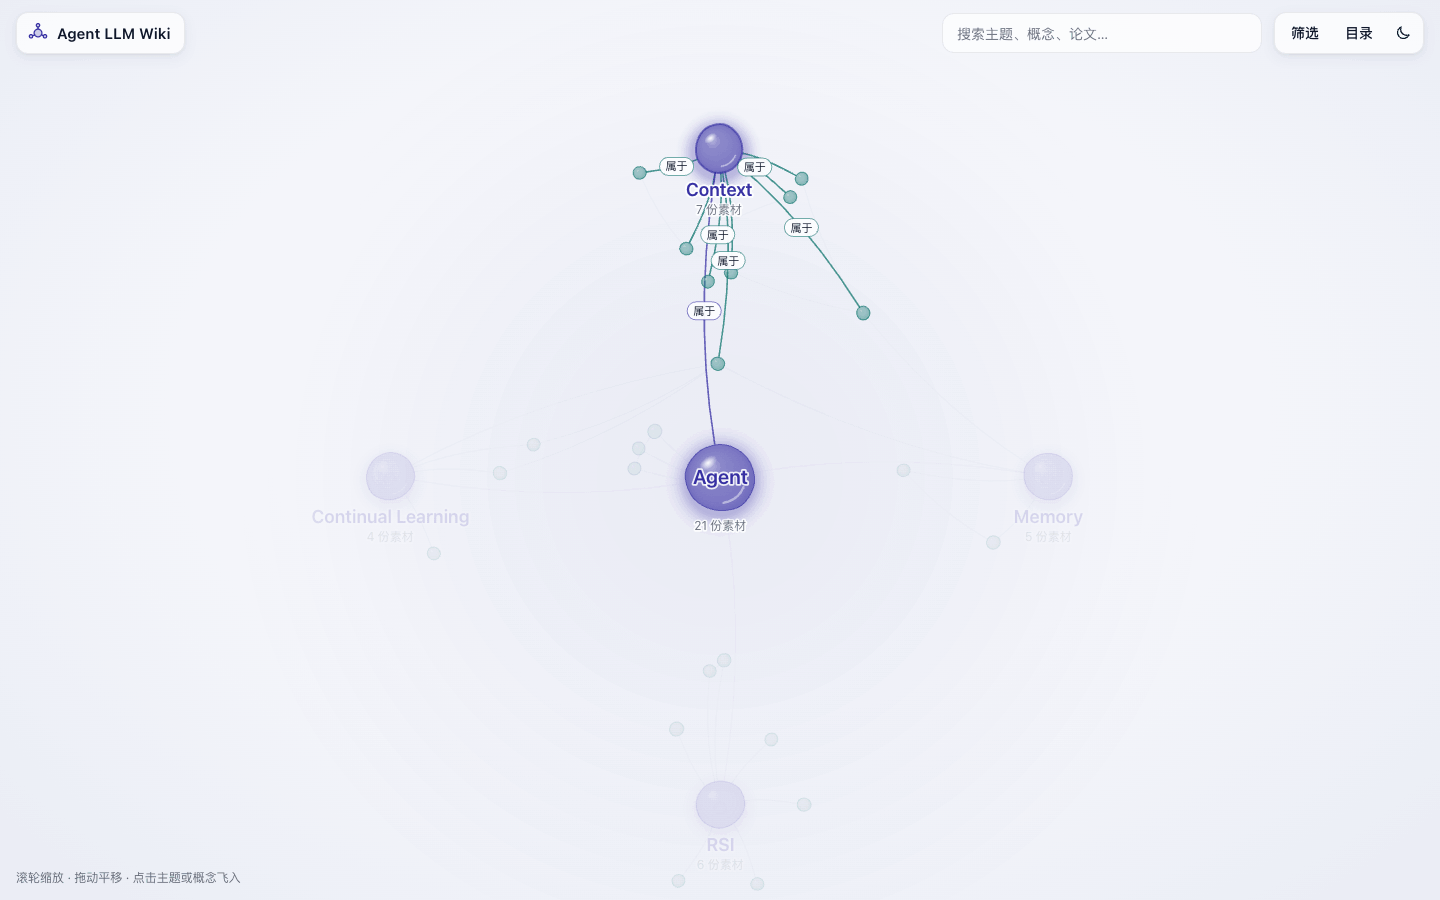 Agent LLM Wiki
搜索主题、概念、论文...
筛选
目录
属于
属于
Context
7 份素材
属于
属于
属于
属于
Agent
21 份素材
Continual Learning
4 份素材
Memory
5 份素材
RSI
6 份素材
滚轮缩放 · 拖动平移 · 点击主题或概念飞入